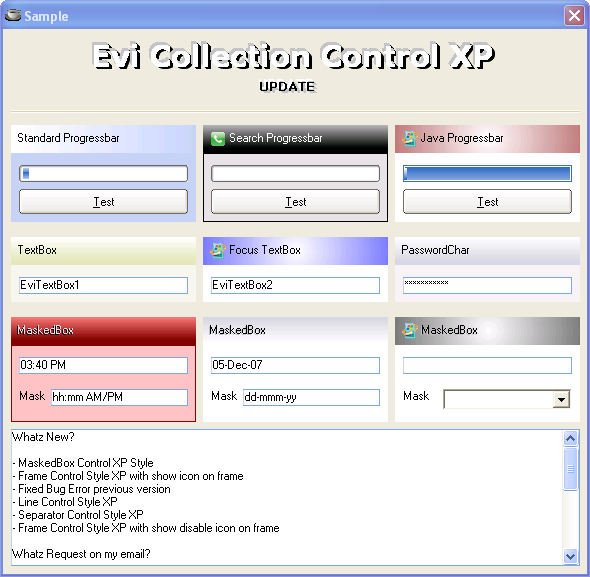 Sample
Evi Collection Control XP
UPDATE
Standard Progressbar
Search Progressbar
Java Progressbar
Test
Test
Test
TextBox
Focus TextBox
PasswordChar
EviTextBox1
EviTextBox2
×××××××××××
MaskedBox
MaskedBox
MaskedBox
03:40 PM
05-Dec-07
Mask hh:mm AM/PM
Mask dd-mmm-yy
Mask
Whatz New?
- MaskedBox Control XP Style
- Frame Control Style XP with show icon on frame
- Fixed Bug Error previous version
- Line Control Style XP
- Separator Control Style XP
- Frame Control Style XP with show disable icon on frame
Whatz Request on my email?